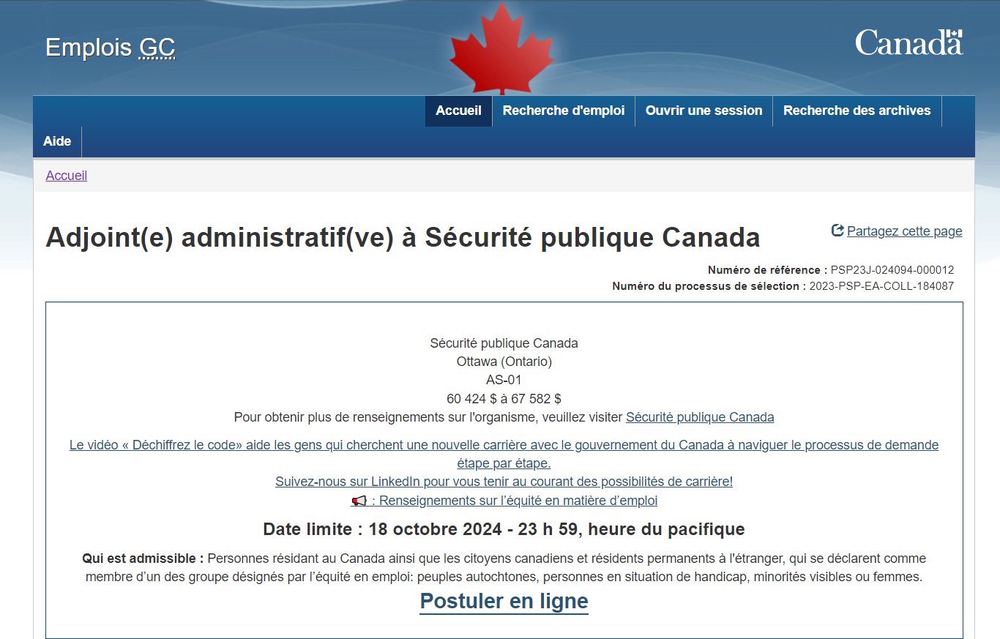 Emplois GC
Canada
Accueil
Recherche d'emploi
Ouvrir une session
Recherche des archives
Aide
Accueil
Adjoint(e) administratif(ve) à Sécurité publique Canada
Partagez cette page
Numéro de référence : PSP23J-024094-000012
Numéro du processus de sélection : 2023-PSP-EA-COLL-184087
Sécurité publique Canada
Ottawa (Ontario)
AS-01
60 424 $ à 67 582 $
Pour obtenir plus de renseignements sur l'organisme, veuillez visiter Sécurité publique Canada
Le vidéo « Déchiffrez le code» aide les gens qui cherchent une nouvelle carrière avec le gouvernement du Canada à naviguer le processus de demande
étape par étape.
Suivez-nous sur LinkedIn pour vous tenir au courant des possibilités de carrière!
: Renseignements sur l’équité en matière d’emploi
Date limite : 18 octobre 2024 - 23 h 59, heure du pacifique
Qui est admissible : Personnes résidant au Canada ainsi que les citoyens canadiens et résidents permanents à l'étranger, qui se déclarent comme
membre d’un des groupe désignés par l’équité en emploi: peuples autochtones, personnes en situation de handicap, minorités visibles ou femmes.
Postuler en ligne